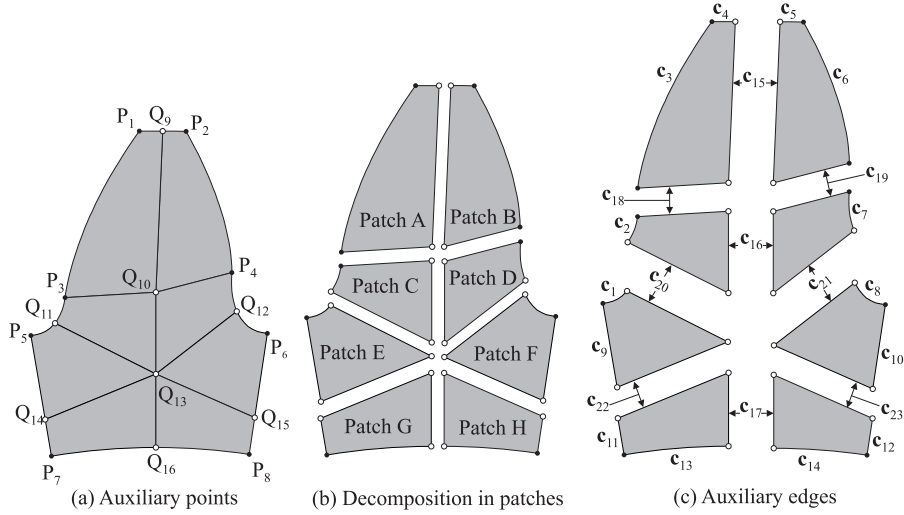 P1 Q9 P2
P3 Q10 P4
Q11 Q12
P5 P6
Q13
Q14 Q15
P7 Q16 P8
(a) Auxiliary points
Patch A Patch B
Patch C Patch D
Patch E Patch F
Patch G Patch H
(b) Decomposition in patches
c4 c5
c3 c15 c6
c18 c19
c2 c16 c7
c20 c21
c1 c8
c9 c10
c22 c17 c23
c11 c12
c13 c14
(c) Auxiliary edges